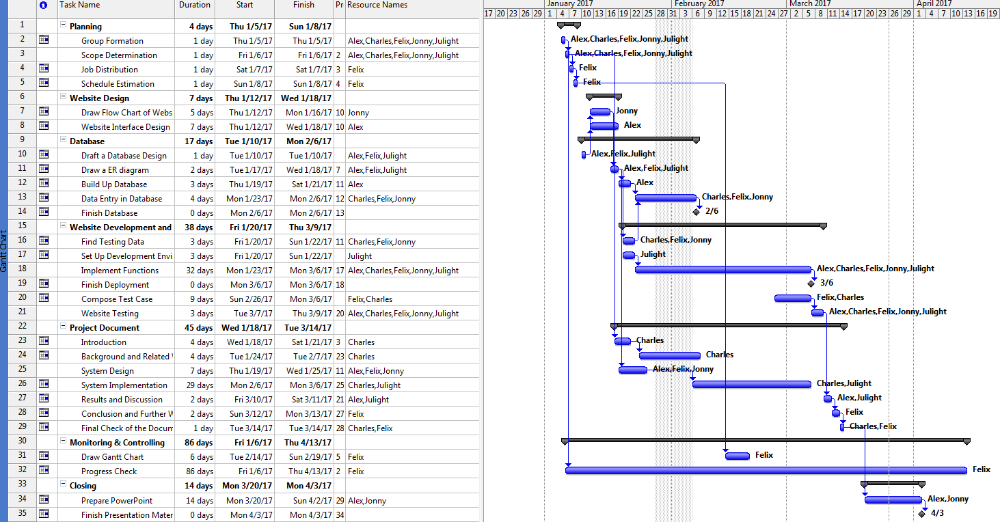 Task Name Duration Start Finish Pr Resource Names
January 2017 February 2017 March 2017 April 2017
17 20 23 26 29 1 4 7 10 13 16 19 22 25 28 31 3 6 9 12 15 18 21 24 27 2 5 8 11 14 17 20 23 26 29 1 4 7 10 13 16 19
Gantt Chart
1 Planning 4 days Thu 1/5/17 Sun 1/8/17
2 Group Formation 1 day Thu 1/5/17 Thu 1/5/17 Alex,Charles,Felix,Jonny,Julight Alex,Charles,Felix,Jonny,Julight
3 Scope Determination 1 day Fri 1/6/17 Fri 1/6/17 2 Alex,Charles,Felix,Jonny,Julight Alex,Charles,Felix,Jonny,Julight
4 Job Distribution 1 day Sat 1/7/17 Sat 1/7/17 3 Felix Felix
5 Schedule Estimation 1 day Sun 1/8/17 Sun 1/8/17 4 Felix Felix
6 Website Design 7 days Thu 1/12/17 Wed 1/18/17
7 Draw Flow Chart of Webs 5 days Thu 1/12/17 Mon 1/16/17 10 Jonny Jonny
8 Website Interface Design 7 days Thu 1/12/17 Wed 1/18/17 10 Alex Alex
9 Database 17 days Tue 1/10/17 Mon 2/6/17
10 Draft a Database Design 1 day Tue 1/10/17 Tue 1/10/17 Alex,Felix,Julight Alex,Felix,Julight
11 Draw a ER diagram 2 days Tue 1/17/17 Wed 1/18/17 7 Alex,Felix,Julight Alex,Felix,Julight
12 Build Up Database 3 days Thu 1/19/17 Sat 1/21/17 11 Alex Alex
13 Data Entry in Database 4 days Mon 1/23/17 Mon 2/6/17 12 Charles,Felix,Jonny Charles,Felix,Jonny
14 Finish Database 0 days Mon 2/6/17 Mon 2/6/17 13 2/6
15 Website Development and 38 days Fri 1/20/17 Thu 3/9/17
16 Find Testing Data 3 days Fri 1/20/17 Sun 1/22/17 11 Charles,Felix,Jonny Charles,Felix,Jonny
17 Set Up Development Envi 3 days Fri 1/20/17 Sun 1/22/17 Julight Julight
18 Implement Functions 32 days Mon 1/23/17 Mon 3/6/17 17 Alex,Charles,Felix,Jonny,Julight Alex,Charles,Felix,Jonny,Julight
19 Finish Deployment 0 days Mon 3/6/17 Mon 3/6/17 18 3/6
20 Compose Test Case 9 days Sun 2/26/17 Mon 3/6/17 Felix,Charles Felix,Charles
21 Website Testing 3 days Tue 3/7/17 Thu 3/9/17 20 Alex,Charles,Felix,Jonny,Julight Alex,Charles,Felix,Jonny,Julight
22 Project Document 45 days Wed 1/18/17 Tue 3/14/17
23 Introduction 4 days Wed 1/18/17 Sat 1/21/17 3 Charles Charles
24 Background and Related 4 days Tue 1/24/17 Tue 2/7/17 23 Charles Charles
25 System Design 7 days Thu 1/19/17 Wed 1/25/17 11 Alex,Felix,Jonny Alex,Felix,Jonny
26 System Implementation 29 days Mon 2/6/17 Mon 3/6/17 25 Charles,Julight Charles,Julight
27 Results and Discussion 2 days Fri 3/10/17 Sat 3/11/17 21 Alex,Julight Alex,Julight
28 Conclusion and Further W 2 days Sun 3/12/17 Mon 3/13/17 27 Felix Felix
29 Final Check of the Docum 1 day Tue 3/14/17 Tue 3/14/17 28 Charles,Felix Charles,Felix
30 Monitoring & Controlling 86 days Fri 1/6/17 Thu 4/13/17
31 Draw Gantt Chart 6 days Tue 2/14/17 Sun 2/19/17 5 Felix Felix
32 Progress Check 86 days Fri 1/6/17 Thu 4/13/17 2 Felix Felix
33 Closing 14 days Mon 3/20/17 Mon 4/3/17
34 Prepare PowerPoint 14 days Mon 3/20/17 Sun 4/2/17 29 Alex,Jonny Alex,Jonny
35 Finish Presentation Mater 0 days Mon 4/3/17 Mon 4/3/17 34 4/3